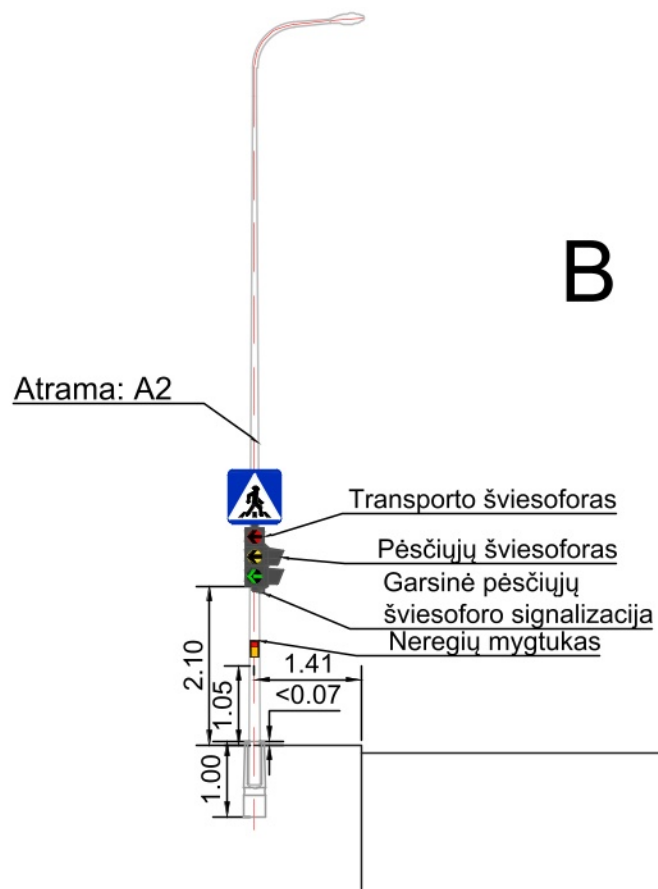 B
Atrama: A2
Transporto šviesoforas
Pėsčiųjų šviesoforas
Garsinė pėsčiųjų
šviesoforo signalizacija
Neregių mygtukas
2.10
1.05
1.41
<0.07
1.00